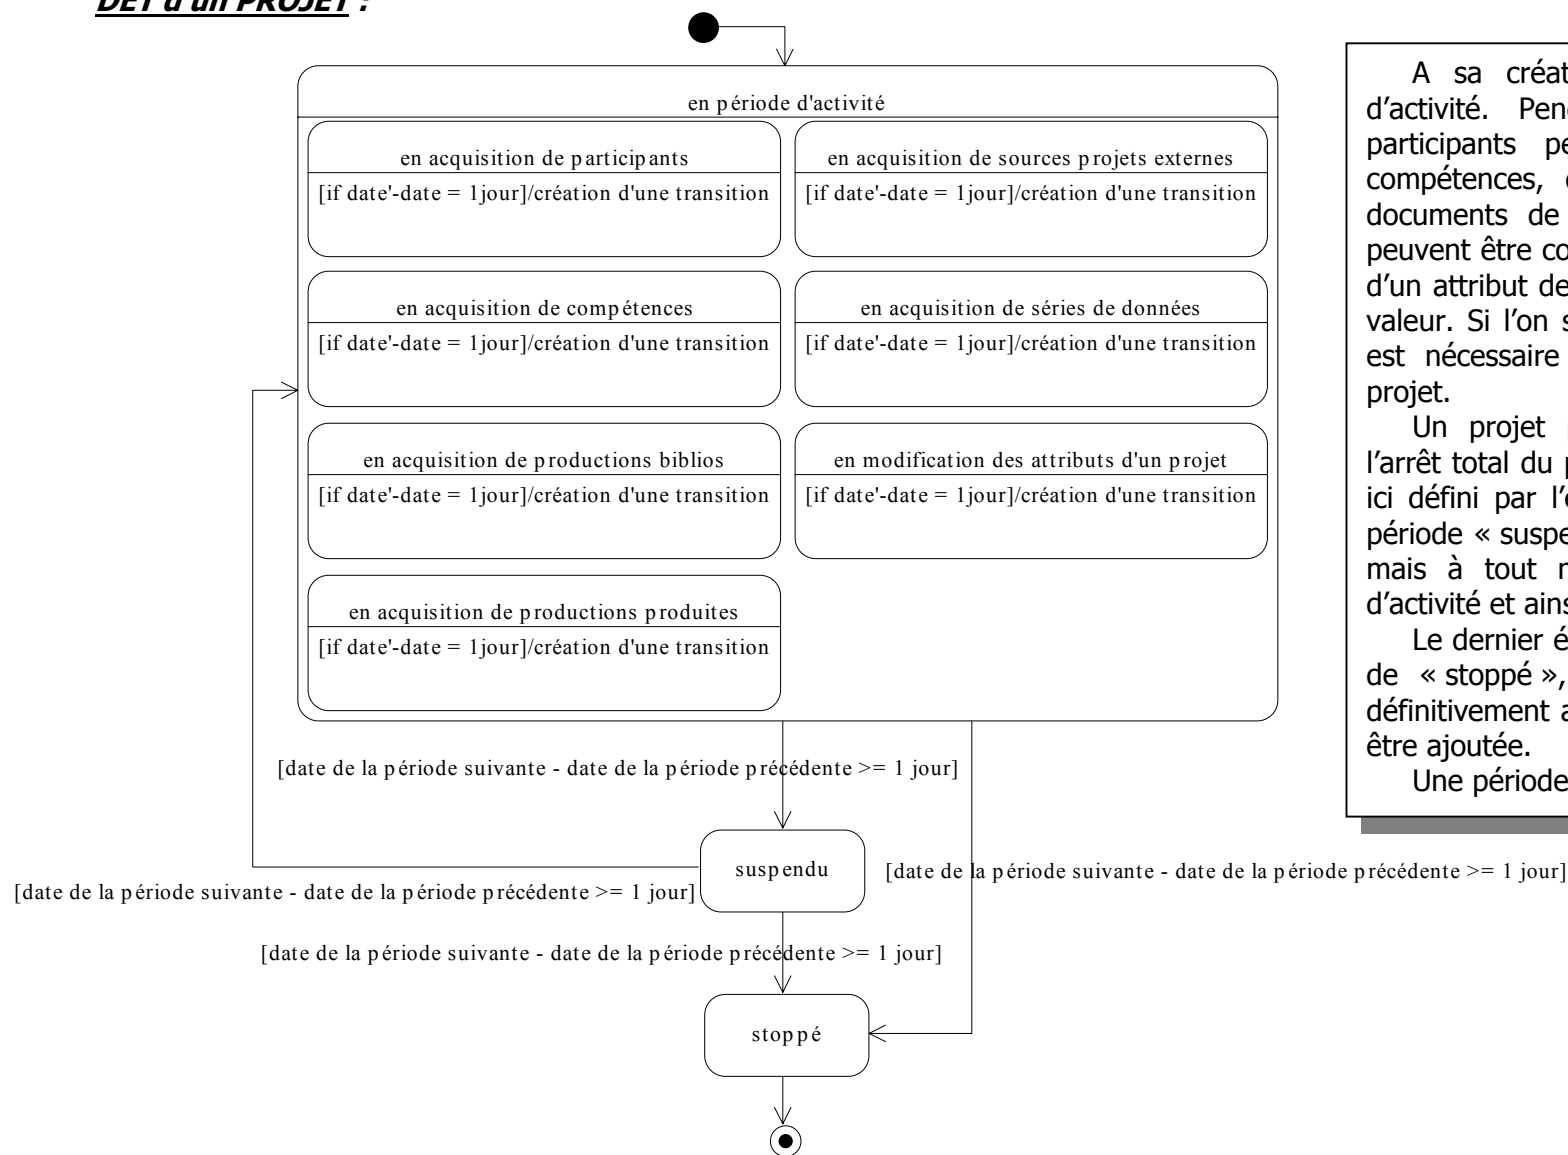 DET d'un PROJET :
en période d'activité
en acquisition de participants
[if date'-date = 1jour]/création d'une transition
en acquisition de sources projets externes
[if date'-date = 1jour]/création d'une transition
en acquisition de compétences
[if date'-date = 1jour]/création d'une transition
en acquisition de séries de données
[if date'-date = 1jour]/création d'une transition
en acquisition de productions biblios
[if date'-date = 1jour]/création d'une transition
en modification des attributs d'un projet
[if date'-date = 1jour]/création d'une transition
en acquisition de productions produites
[if date'-date = 1jour]/création d'une transition
[date de la période suivante - date de la période précédente >= 1 jour]
suspendu
[date de la période suivante - date de la période précédente >= 1 jour]
[date de la période suivante - date de la période précédente >= 1 jour]
[date de la période suivante - date de la période précédente >= 1 jour]
stoppé
A sa
d'activité.
participants
compétences,
documents de
peuvent être
d'un attribut
valeur. Si l'on
est nécessaire
projet.
Un projet
l'arrêt total du
ici défini par
période «
mais à tout
d'activité et
Le dernier
de « stoppé »,
définitivement
être ajoutée.
Une période